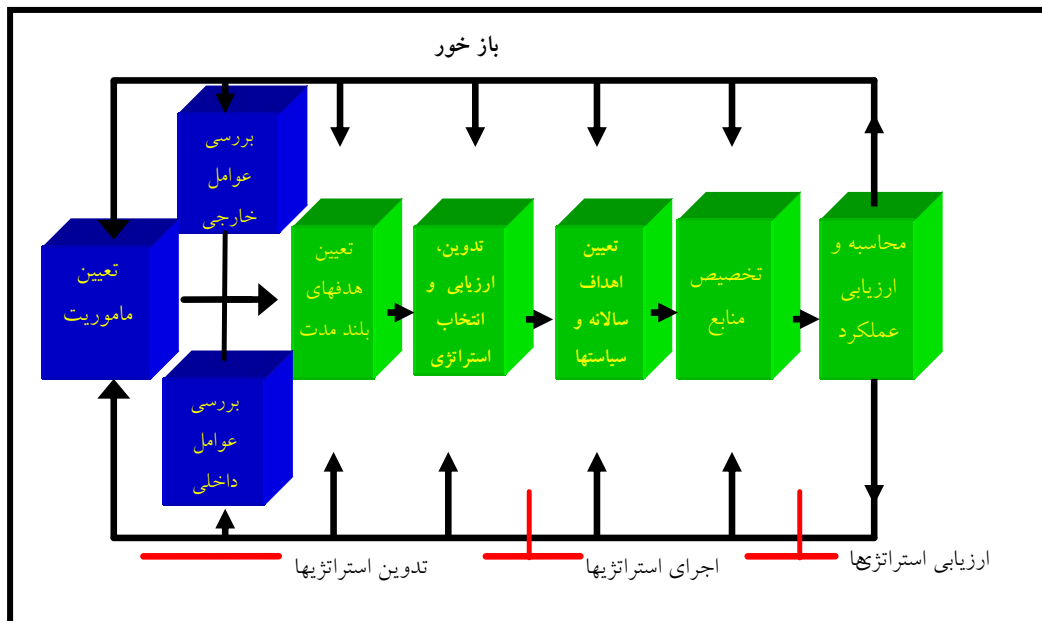 باز خور
بررسی
عوامل
خارجی
تعیین
ماموریت
بررسی
عوامل
داخلی
تعیین
هدفهای
بلند مدت
تدوین،
ارزیابی و
انتخاب
استراتژی
تعیین
اهداف
سالانه و
سیاستها
تخصیص
منابع
محاسبه و
ارزیابی
عملکرد
تدوین استراتژیها
اجرای استراتژیها
ارزیابی استراتژیها